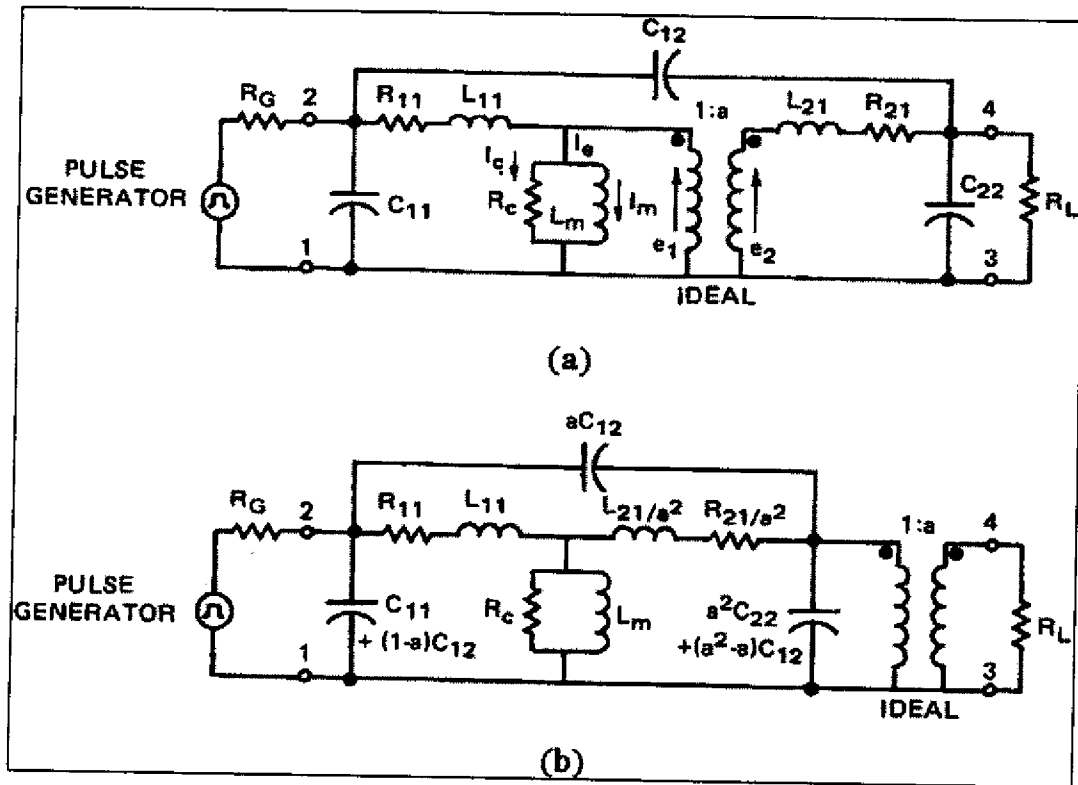 C12
RG 2 R11 L11 1:a L21 R21 4
Ic Ie
PULSE
GENERATOR
C11 Rc Lm Im e1 e2 C22 RL
1 3
IDEAL
(a)
aC12
RG 2 R11 L11 L21/a² R21/a² 1:a 4
PULSE
GENERATOR
C11
+ (1-a)C12
Rc Lm
a²C22
+(a²-a)C12
RL
1 3
IDEAL
(b)